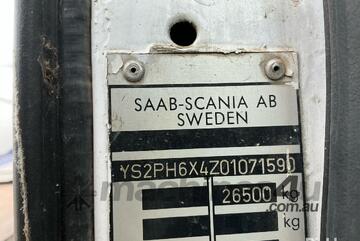 SAAB-SCANIA AB
SWEDEN
YS2PH6X4Z01071590
26500 kg
kg